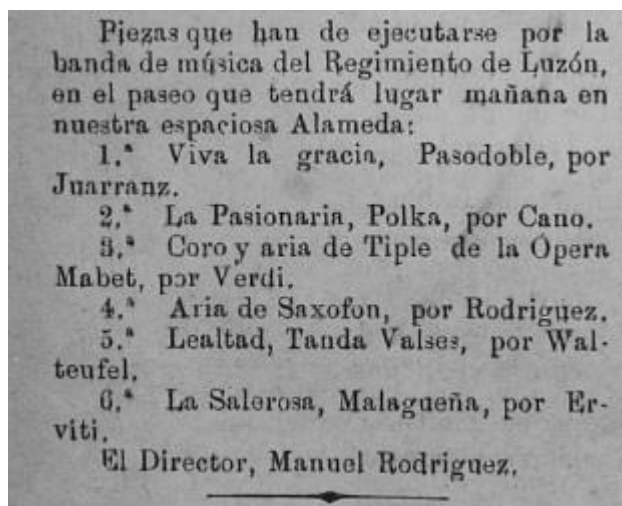 Piezas que han de ejecutarse por la
banda de música del Regimiento de Luzón,
en el paseo que tendrá lugar mañana en
nuestra espaciosa Alameda:
1.ª Viva la gracia, Pasodoble, por
Juarranz.
2.ª La Pasionaria, Polka, por Cano.
3.ª Coro y aria de Tiple de la Ópera
Mabet, por Verdi.
4.ª Aria de Saxofon, por Rodriguez.
5.ª Lealtad, Tanda Valses, por Wal-
teufel.
6.ª La Salerosa, Malagueña, por Er-
viti.
El Director, Manuel Rodriguez.